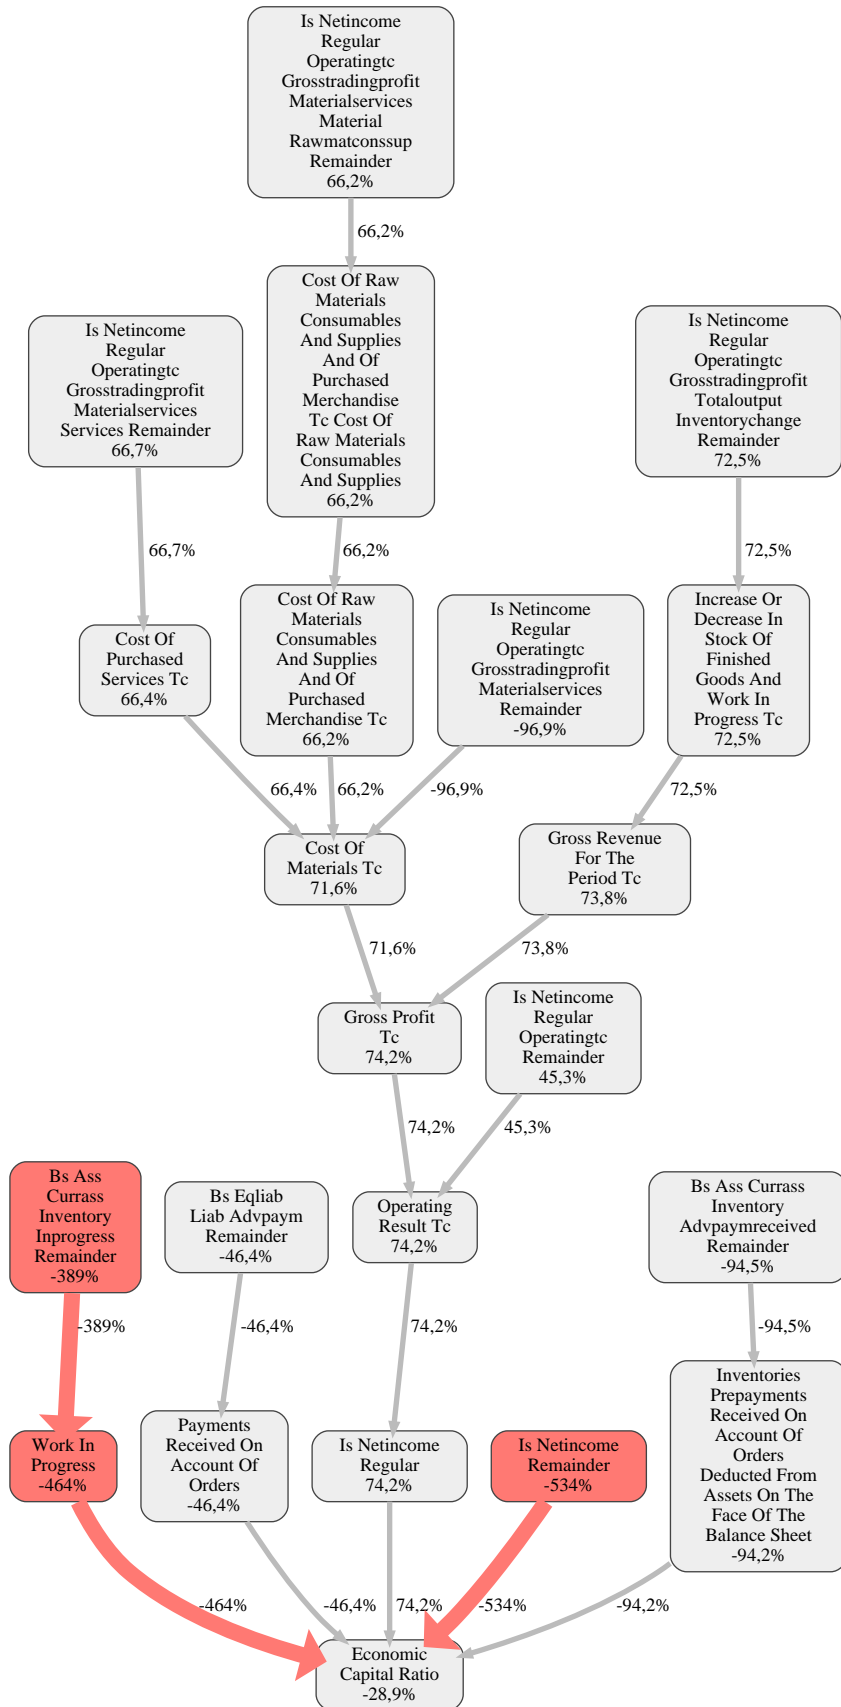 Is Netincome
Regular
Operatingtc
Grosstradingprofit
Materialservices
Material
Rawmatconssup
Remainder
66,2%
66,2%
Cost Of Raw
Materials
Consumables
And Supplies
And Of
Purchased
Merchandise
Tc Cost Of
Raw Materials
Consumables
And Supplies
66,2%
Is Netincome
Regular
Operatingtc
Grosstradingprofit
Materialservices
Services Remainder
66,7%
Is Netincome
Regular
Operatingtc
Grosstradingprofit
Totaloutput
Inventorychange
Remainder
72,5%
66,7%
66,2%
72,5%
Cost Of
Purchased
Services Tc
66,4%
Cost Of Raw
Materials
Consumables
And Supplies
And Of
Purchased
Merchandise Tc
66,2%
Is Netincome
Regular
Operatingtc
Grosstradingprofit
Materialservices
Remainder
-96,9%
Increase Or
Decrease In
Stock Of
Finished
Goods And
Work In
Progress Tc
72,5%
66,4%
66,2%
-96,9%
72,5%
Cost Of
Materials Tc
71,6%
Gross Revenue
For The
Period Tc
73,8%
71,6%
73,8%
Gross Profit
Tc
74,2%
Is Netincome
Regular
Operatingtc
Remainder
45,3%
74,2%
45,3%
Bs Ass
Currass
Inventory
Inprogress
Remainder
-389%
Bs Eqliab
Liab Advpaym
Remainder
-46,4%
Operating
Result Tc
74,2%
Bs Ass Currass
Inventory
Advpaymreceived
Remainder
-94,5%
-389%
-46,4%
74,2%
-94,5%
Work In
Progress
-464%
Payments
Received On
Account Of
Orders
-46,4%
Is Netincome
Regular
74,2%
Is Netincome
Remainder
-534%
Inventories
Prepayments
Received On
Account Of
Orders
Deducted From
Assets On The
Face Of The
Balance Sheet
-94,2%
-464%
-46,4%
74,2%
-534%
-94,2%
Economic
Capital Ratio
-28,9%